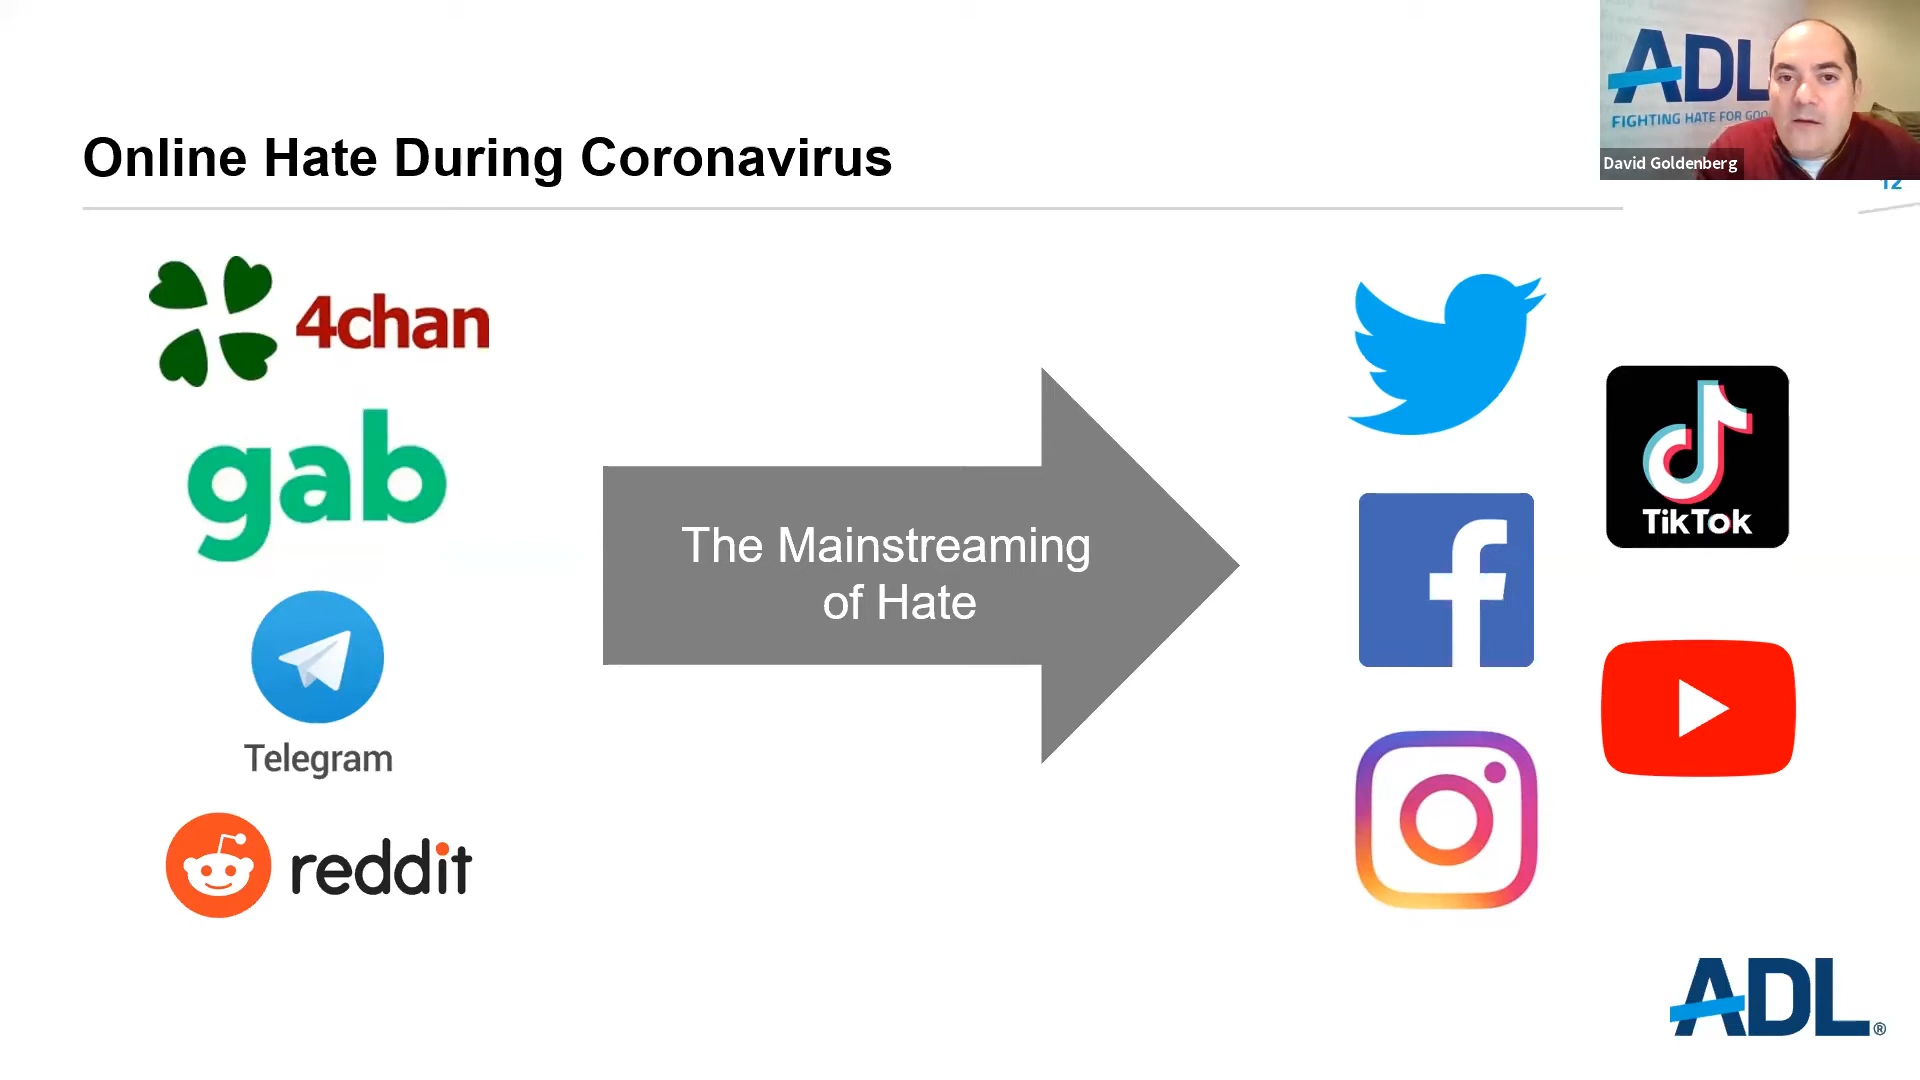 ADL
FIGHTING HATE FOR GOO
David Goldenberg
12
Online Hate During Coronavirus
4chan
gab
Telegram
reddit
The Mainstreaming
of Hate
TikTok
ADL®